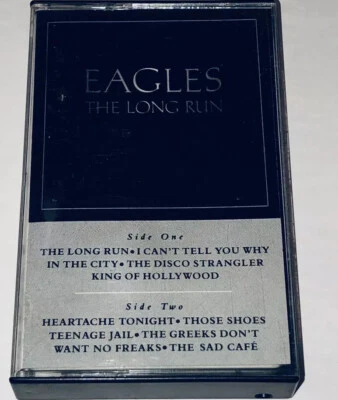 EAGLES
THE LONG RUN
Side One
THE LONG RUN•I CAN'T TELL YOU WHY
IN THE CITY•THE DISCO STRANGLER
KING OF HOLLYWOOD
Side Two
HEARTACHE TONIGHT•THOSE SHOES
TEENAGE JAIL•THE GREEKS DON'T
WANT NO FREAKS•THE SAD CAFÉ